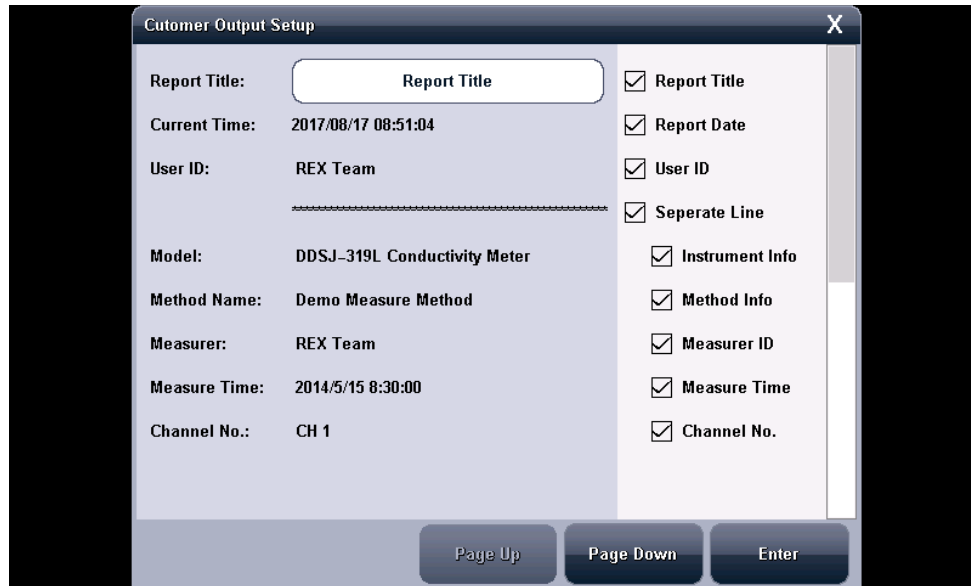 Cutomer Output Setup X
Report Title: Report Title Report Title
Current Time: 2017/08/17 08:51:04 Report Date
User ID: REX Team User ID
Seperate Line
Model: DDSJ-319L Conductivity Meter Instrument Info
Method Name: Demo Measure Method Method Info
Measurer: REX Team Measurer ID
Measure Time: 2014/5/15 8:30:00 Measure Time
Channel No.: CH 1 Channel No.
Page Up Page Down Enter